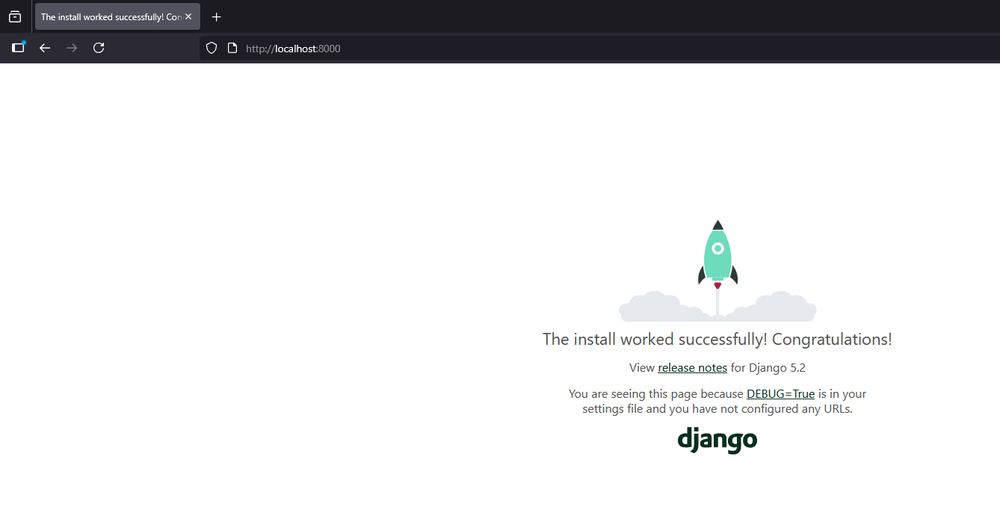 The install worked successfully! Con
http://localhost:8000
The install worked successfully! Congratulations!
View release notes for Django 5.2
You are seeing this page because DEBUG=True is in your
settings file and you have not configured any URLs.
django